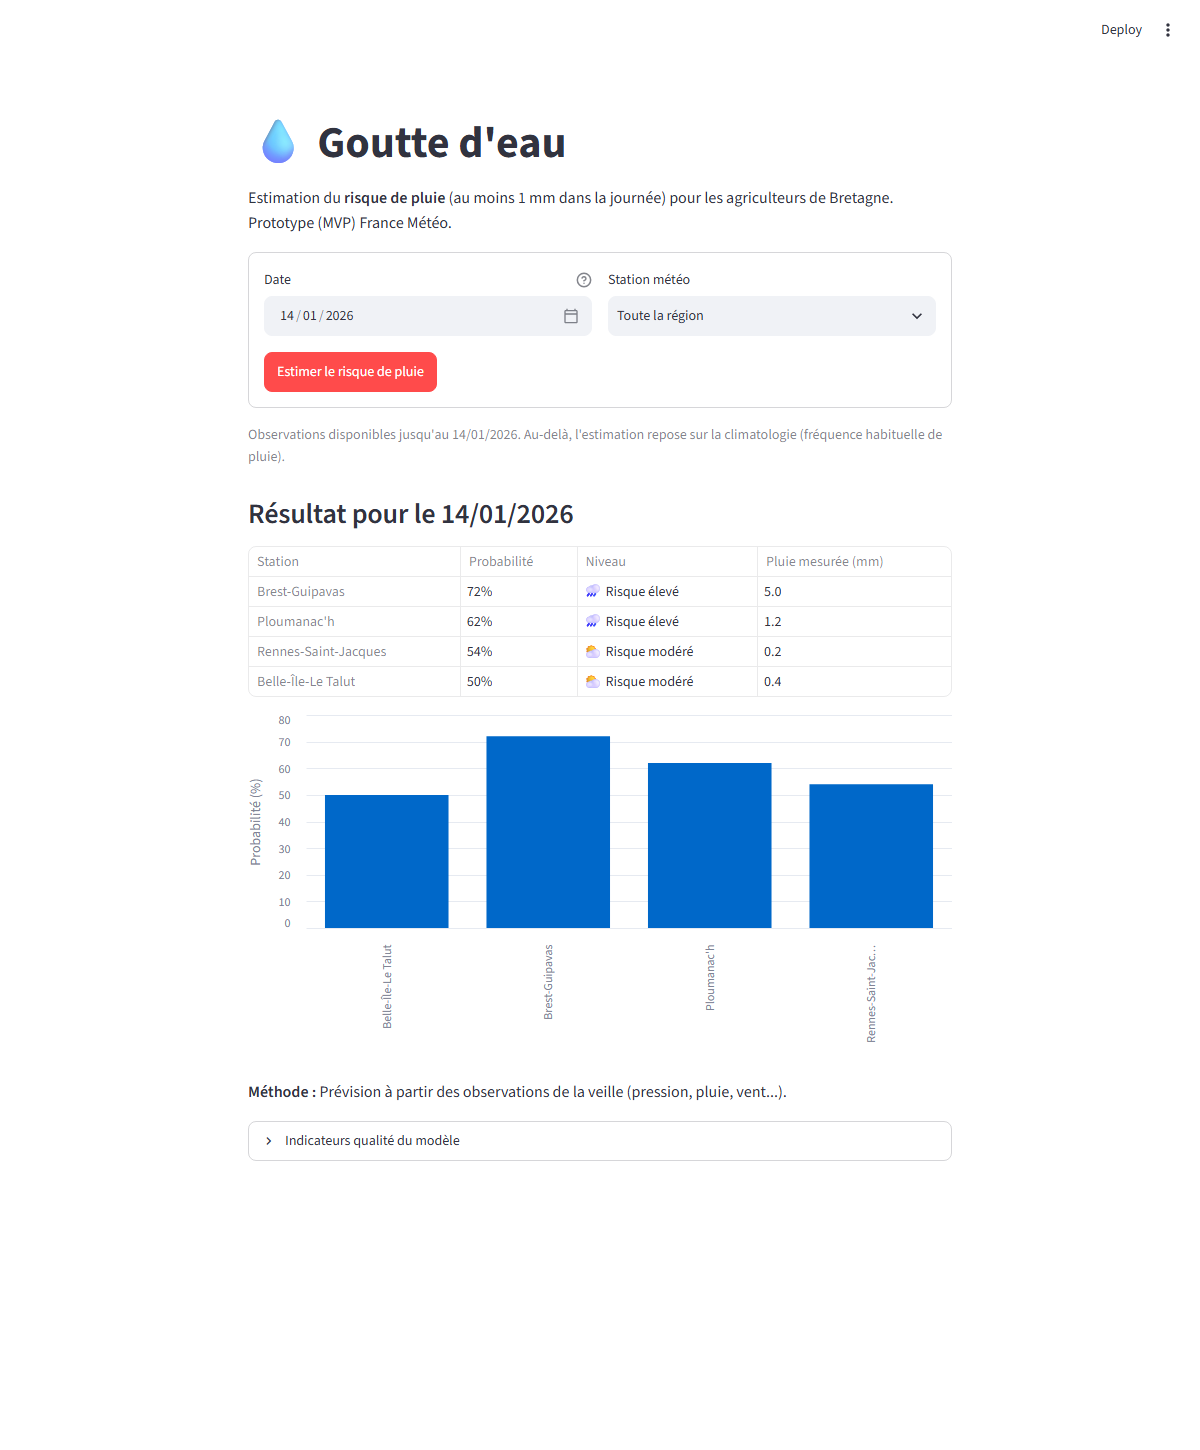 Deploy
Goutte d'eau
Estimation du risque de pluie (au moins 1 mm dans la journée) pour les agriculteurs de Bretagne.
Prototype (MVP) France Météo.
Date
Station météo
14/01/2026
Toute la région
Estimer le risque de pluie
Observations disponibles jusqu'au 14/01/2026. Au-delà, l'estimation repose sur la climatologie (fréquence habituelle de
pluie).
Résultat pour le 14/01/2026
Station Probabilité Niveau Pluie mesurée (mm)
Brest-Guipavas 72% Risque élevé 5.0
Ploumanac'h 62% Risque élevé 1.2
Rennes-Saint-Jacques 54% Risque modéré 0.2
Belle-Île-Le Talut 50% Risque modéré 0.4
80
70
60
50
40
30
20
10
0
Probabilité (%)
Belle-Île-Le Talut
Brest-Guipavas
Ploumanac'h
Rennes-Saint-Jac…
Méthode : Prévision à partir des observations de la veille (pression, pluie, vent...).
Indicateurs qualité du modèle